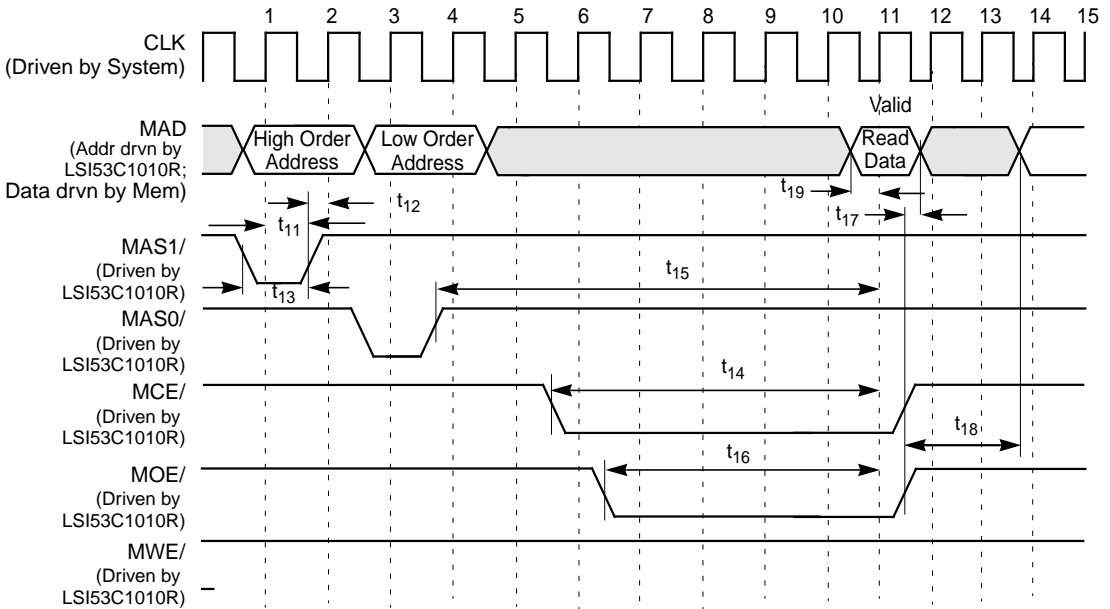 1 2 3 4 5 6 7 8 9 10 11 12 13 14 15
CLK
(Driven by System)
Valid
MAD
(Addr drvn by
LSI53C1010R;
Data drvn by Mem)
High Order
Address
Low Order
Address
Read
Data
t19
t12
t17
t11
MAS1/
(Driven by
LSI53C1010R)
t13
t15
MAS0/
(Driven by
LSI53C1010R)
t14
MCE/
(Driven by
LSI53C1010R)
t18
t16
MOE/
(Driven by
LSI53C1010R)
MWE/
(Driven by
LSI53C1010R)